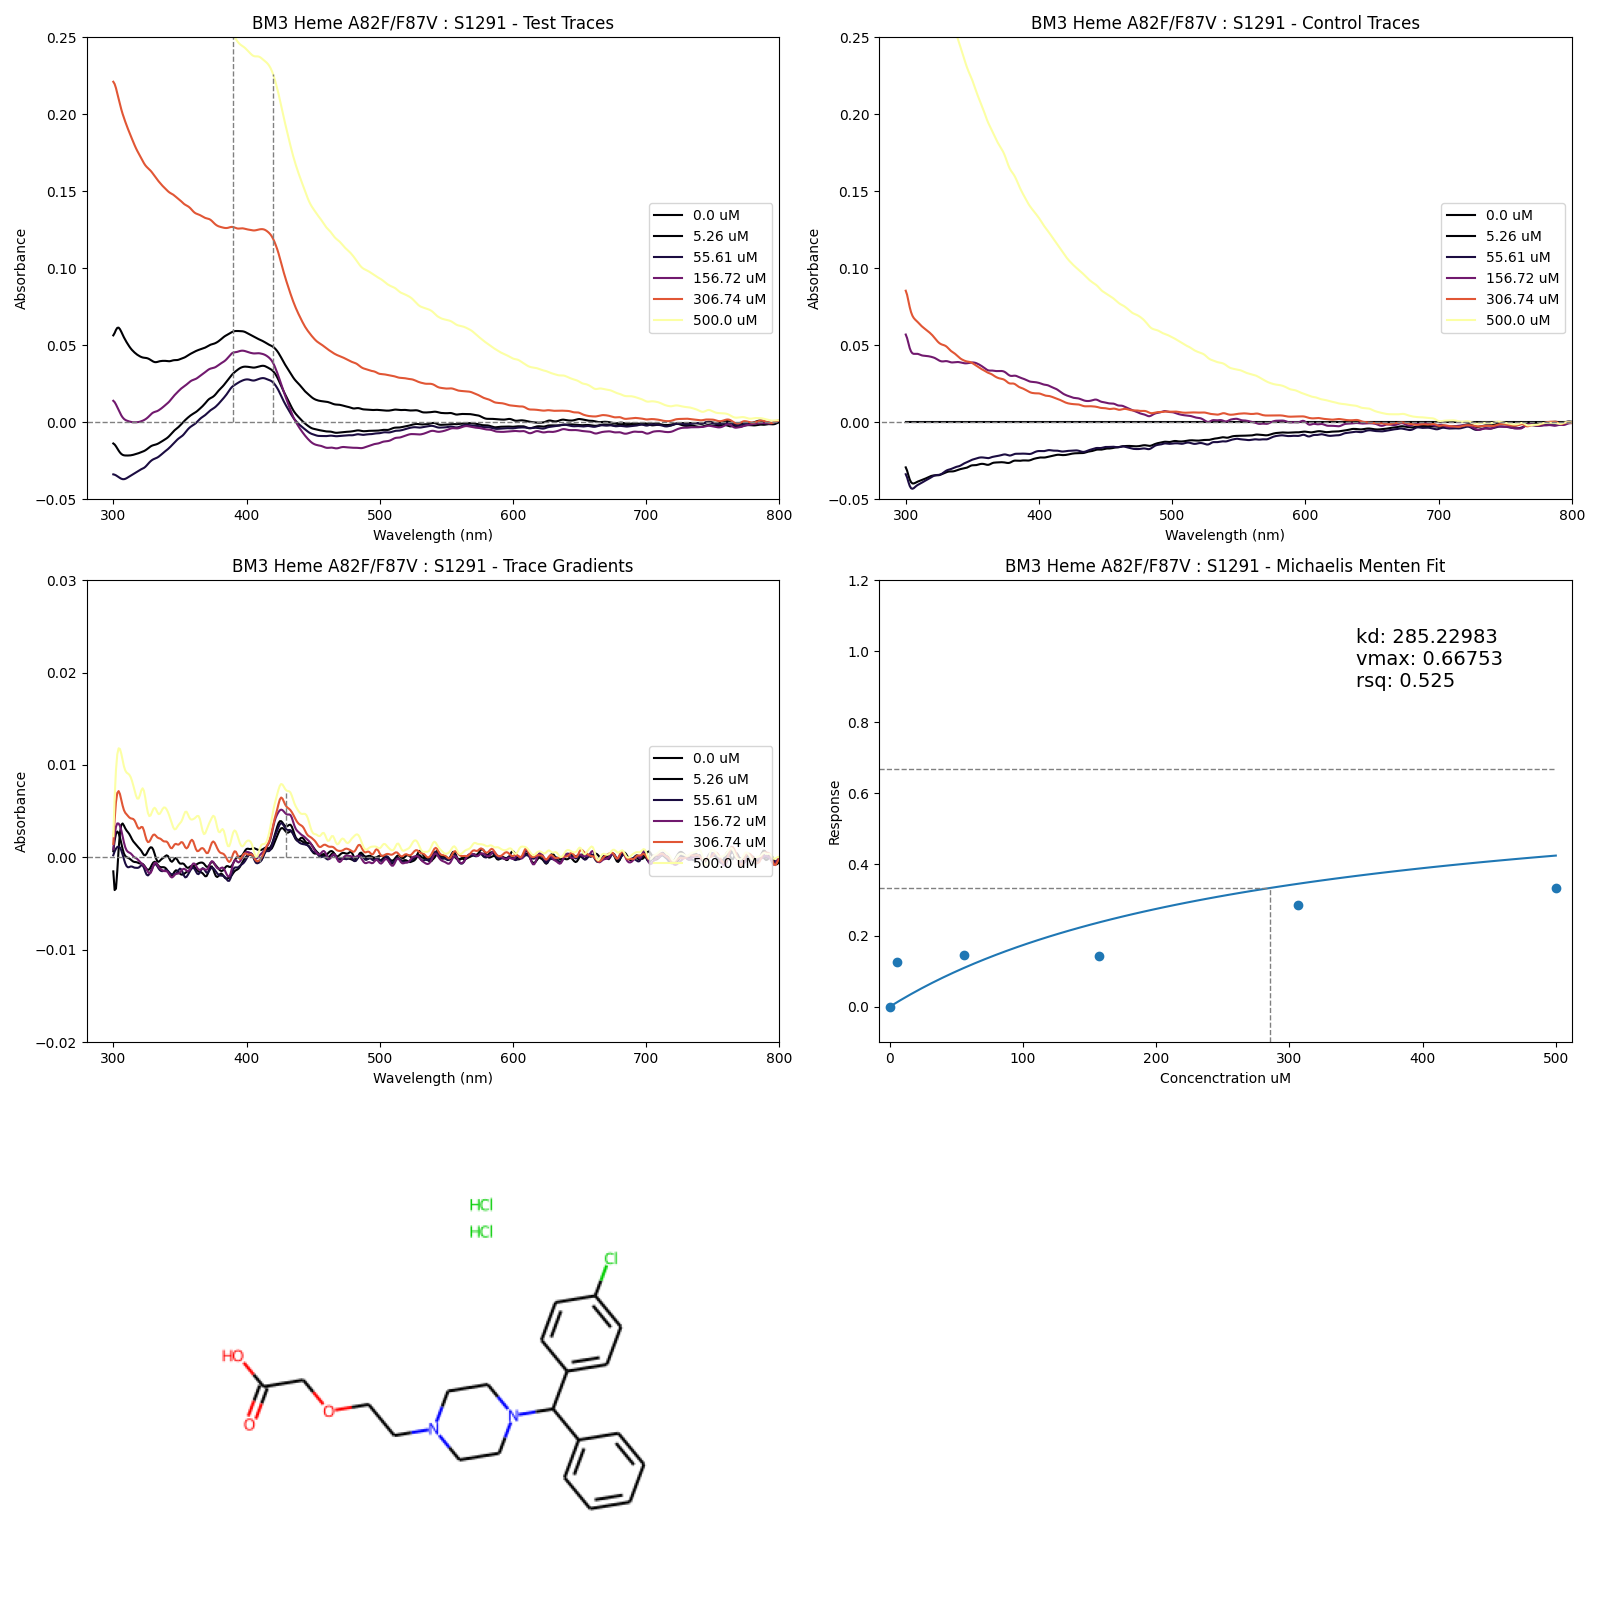 BM3 Heme A82F/F87V : S1291 - Test Traces
0.25
0.20
0.15
0.10
0.05
0.00
−0.05
Absorbance
0.0 uM
5.26 uM
55.61 uM
156.72 uM
306.74 uM
500.0 uM
300 400 500 600 700 800
Wavelength (nm)
BM3 Heme A82F/F87V : S1291 - Control Traces
0.25
0.20
0.15
0.10
0.05
0.00
−0.05
Absorbance
0.0 uM
5.26 uM
55.61 uM
156.72 uM
306.74 uM
500.0 uM
300 400 500 600 700 800
Wavelength (nm)
BM3 Heme A82F/F87V : S1291 - Trace Gradients
0.03
0.02
0.01
0.00
−0.01
−0.02
Absorbance
0.0 uM
5.26 uM
55.61 uM
156.72 uM
306.74 uM
500.0 uM
300 400 500 600 700 800
Wavelength (nm)
BM3 Heme A82F/F87V : S1291 - Michaelis Menten Fit
1.2
1.0
0.8
0.6
0.4
0.2
0.0
Response
kd: 285.22983
vmax: 0.66753
rsq: 0.525
0 100 200 300 400 500
Concenctration uM
HCl
HCl
Cl
HO
O
O
N
N